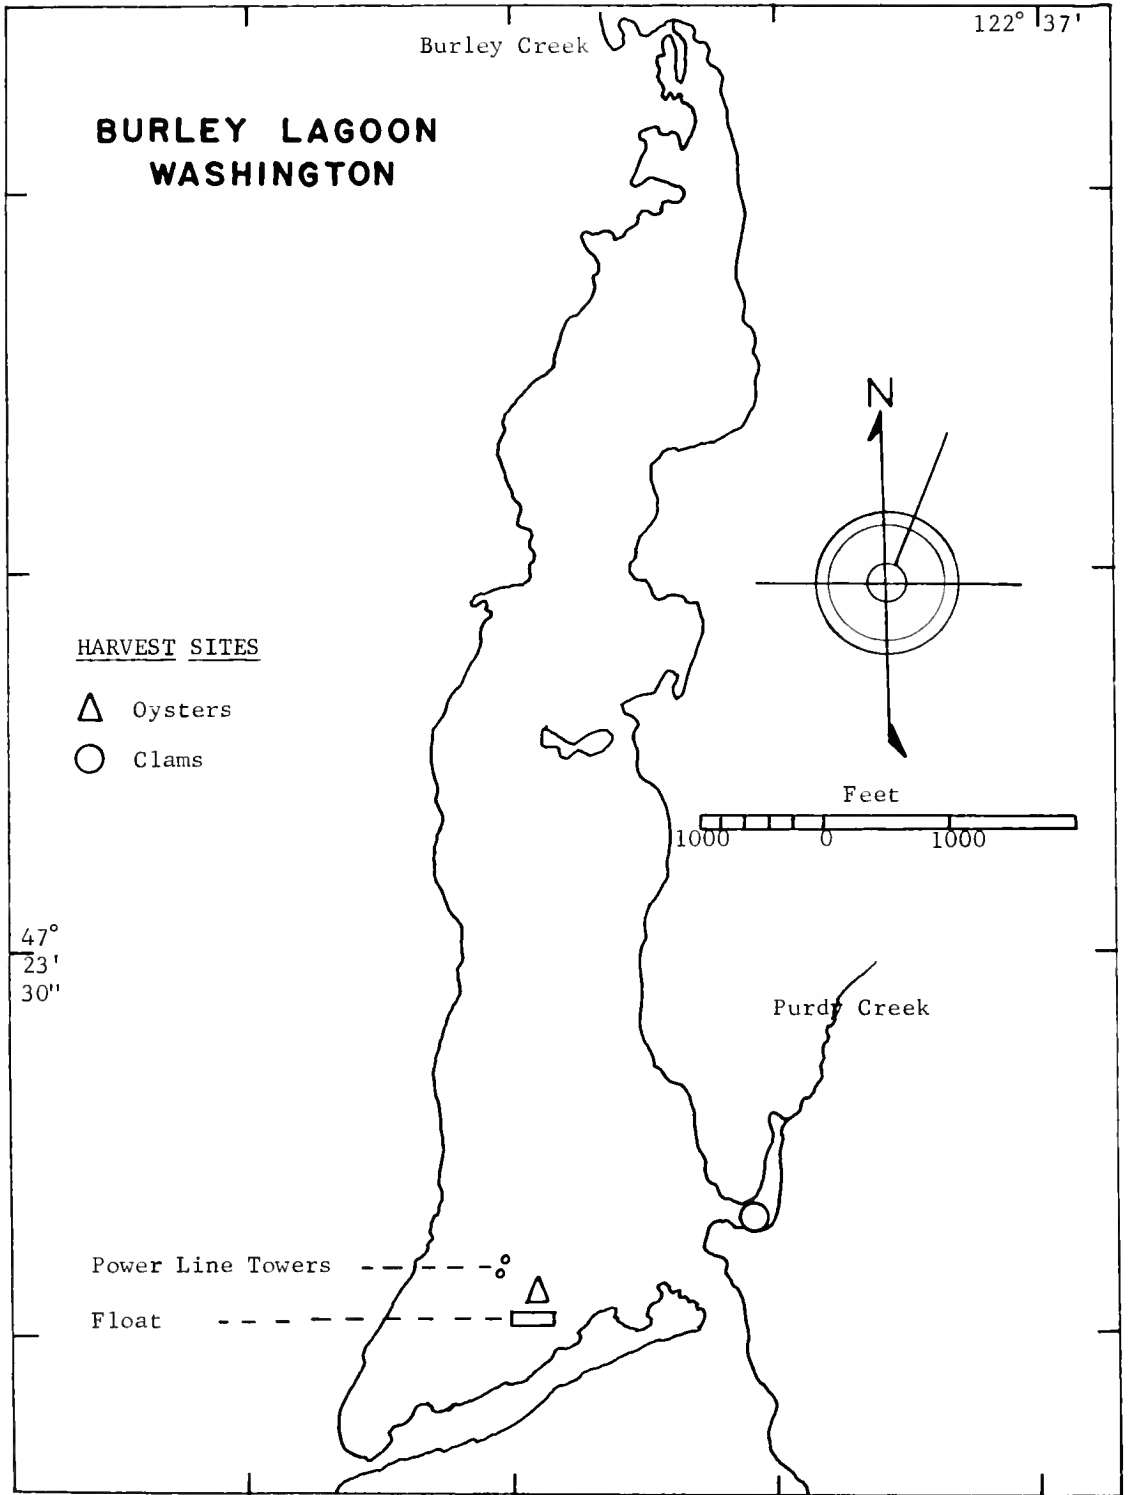 122° 37'
Burley Creek
BURLEY LAGOON
WASHINGTON
N
HARVEST SITES
Oysters
Clams
Feet
1000 0 1000
47°
23'
30"
Purdy Creek
Power Line Towers
Float